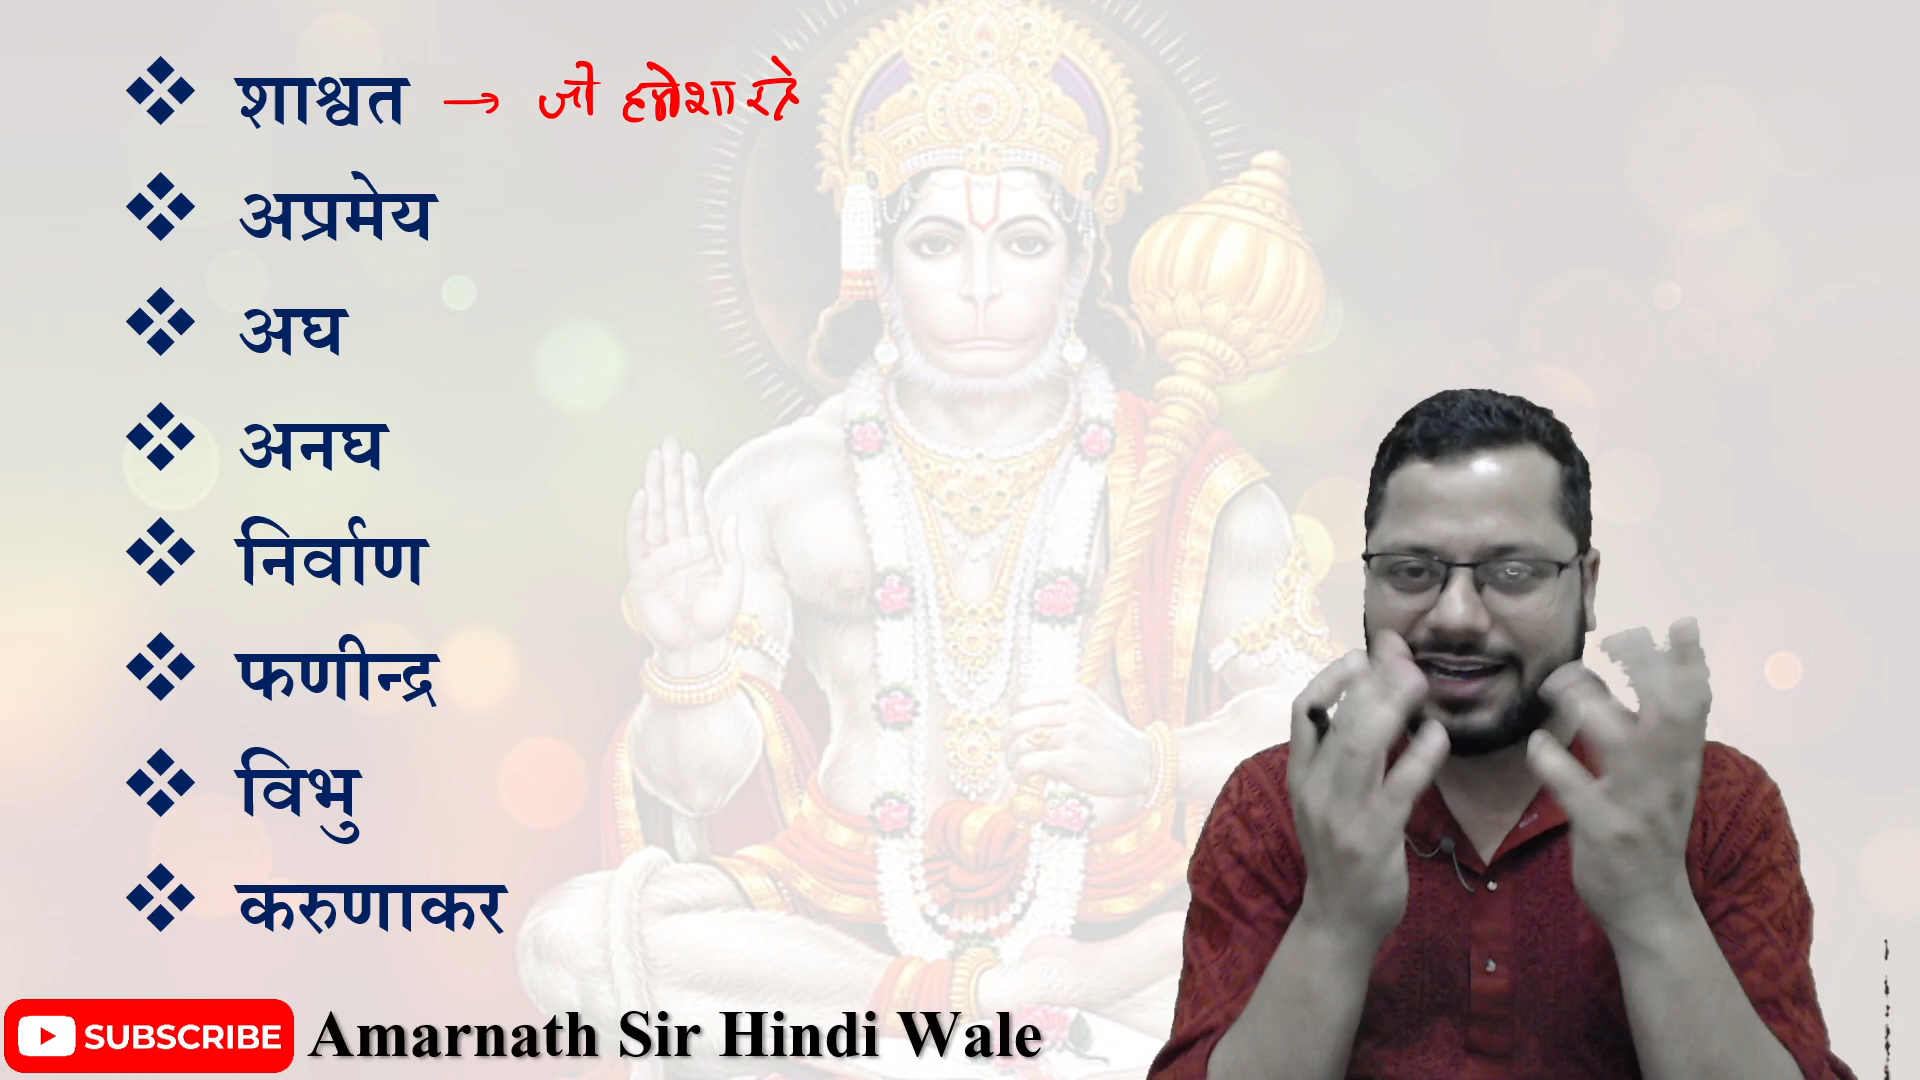 ❖ शाश्वत → जो हमेशा रहे
❖ अप्रमेय
❖ अघ
❖ अनघ
❖ निर्वाण
❖ फणीन्द्र
❖ विभु
❖ करुणाकर
SUBSCRIBE Amarnath Sir Hindi Wale